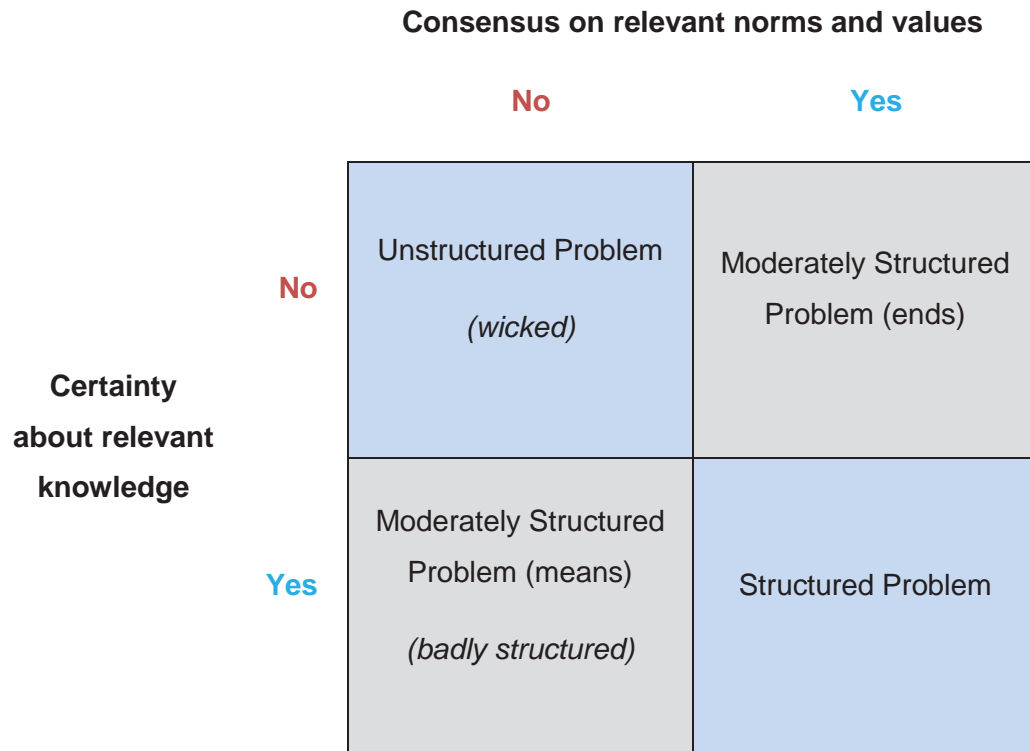 Consensus on relevant norms and values
No
Yes
No
Unstructured Problem
(wicked)
Moderately Structured
Problem (ends)
Certainty
about relevant
knowledge
Yes
Moderately Structured
Problem (means)
(badly structured)
Structured Problem